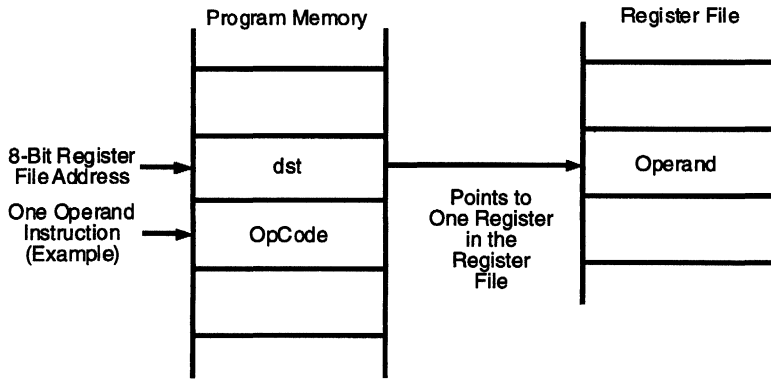 Program Memory
Register File
8-Bit Register
File Address
dst
Operand
One Operand
Instruction
(Example)
OpCode
Points to
One Register
in the
Register
File